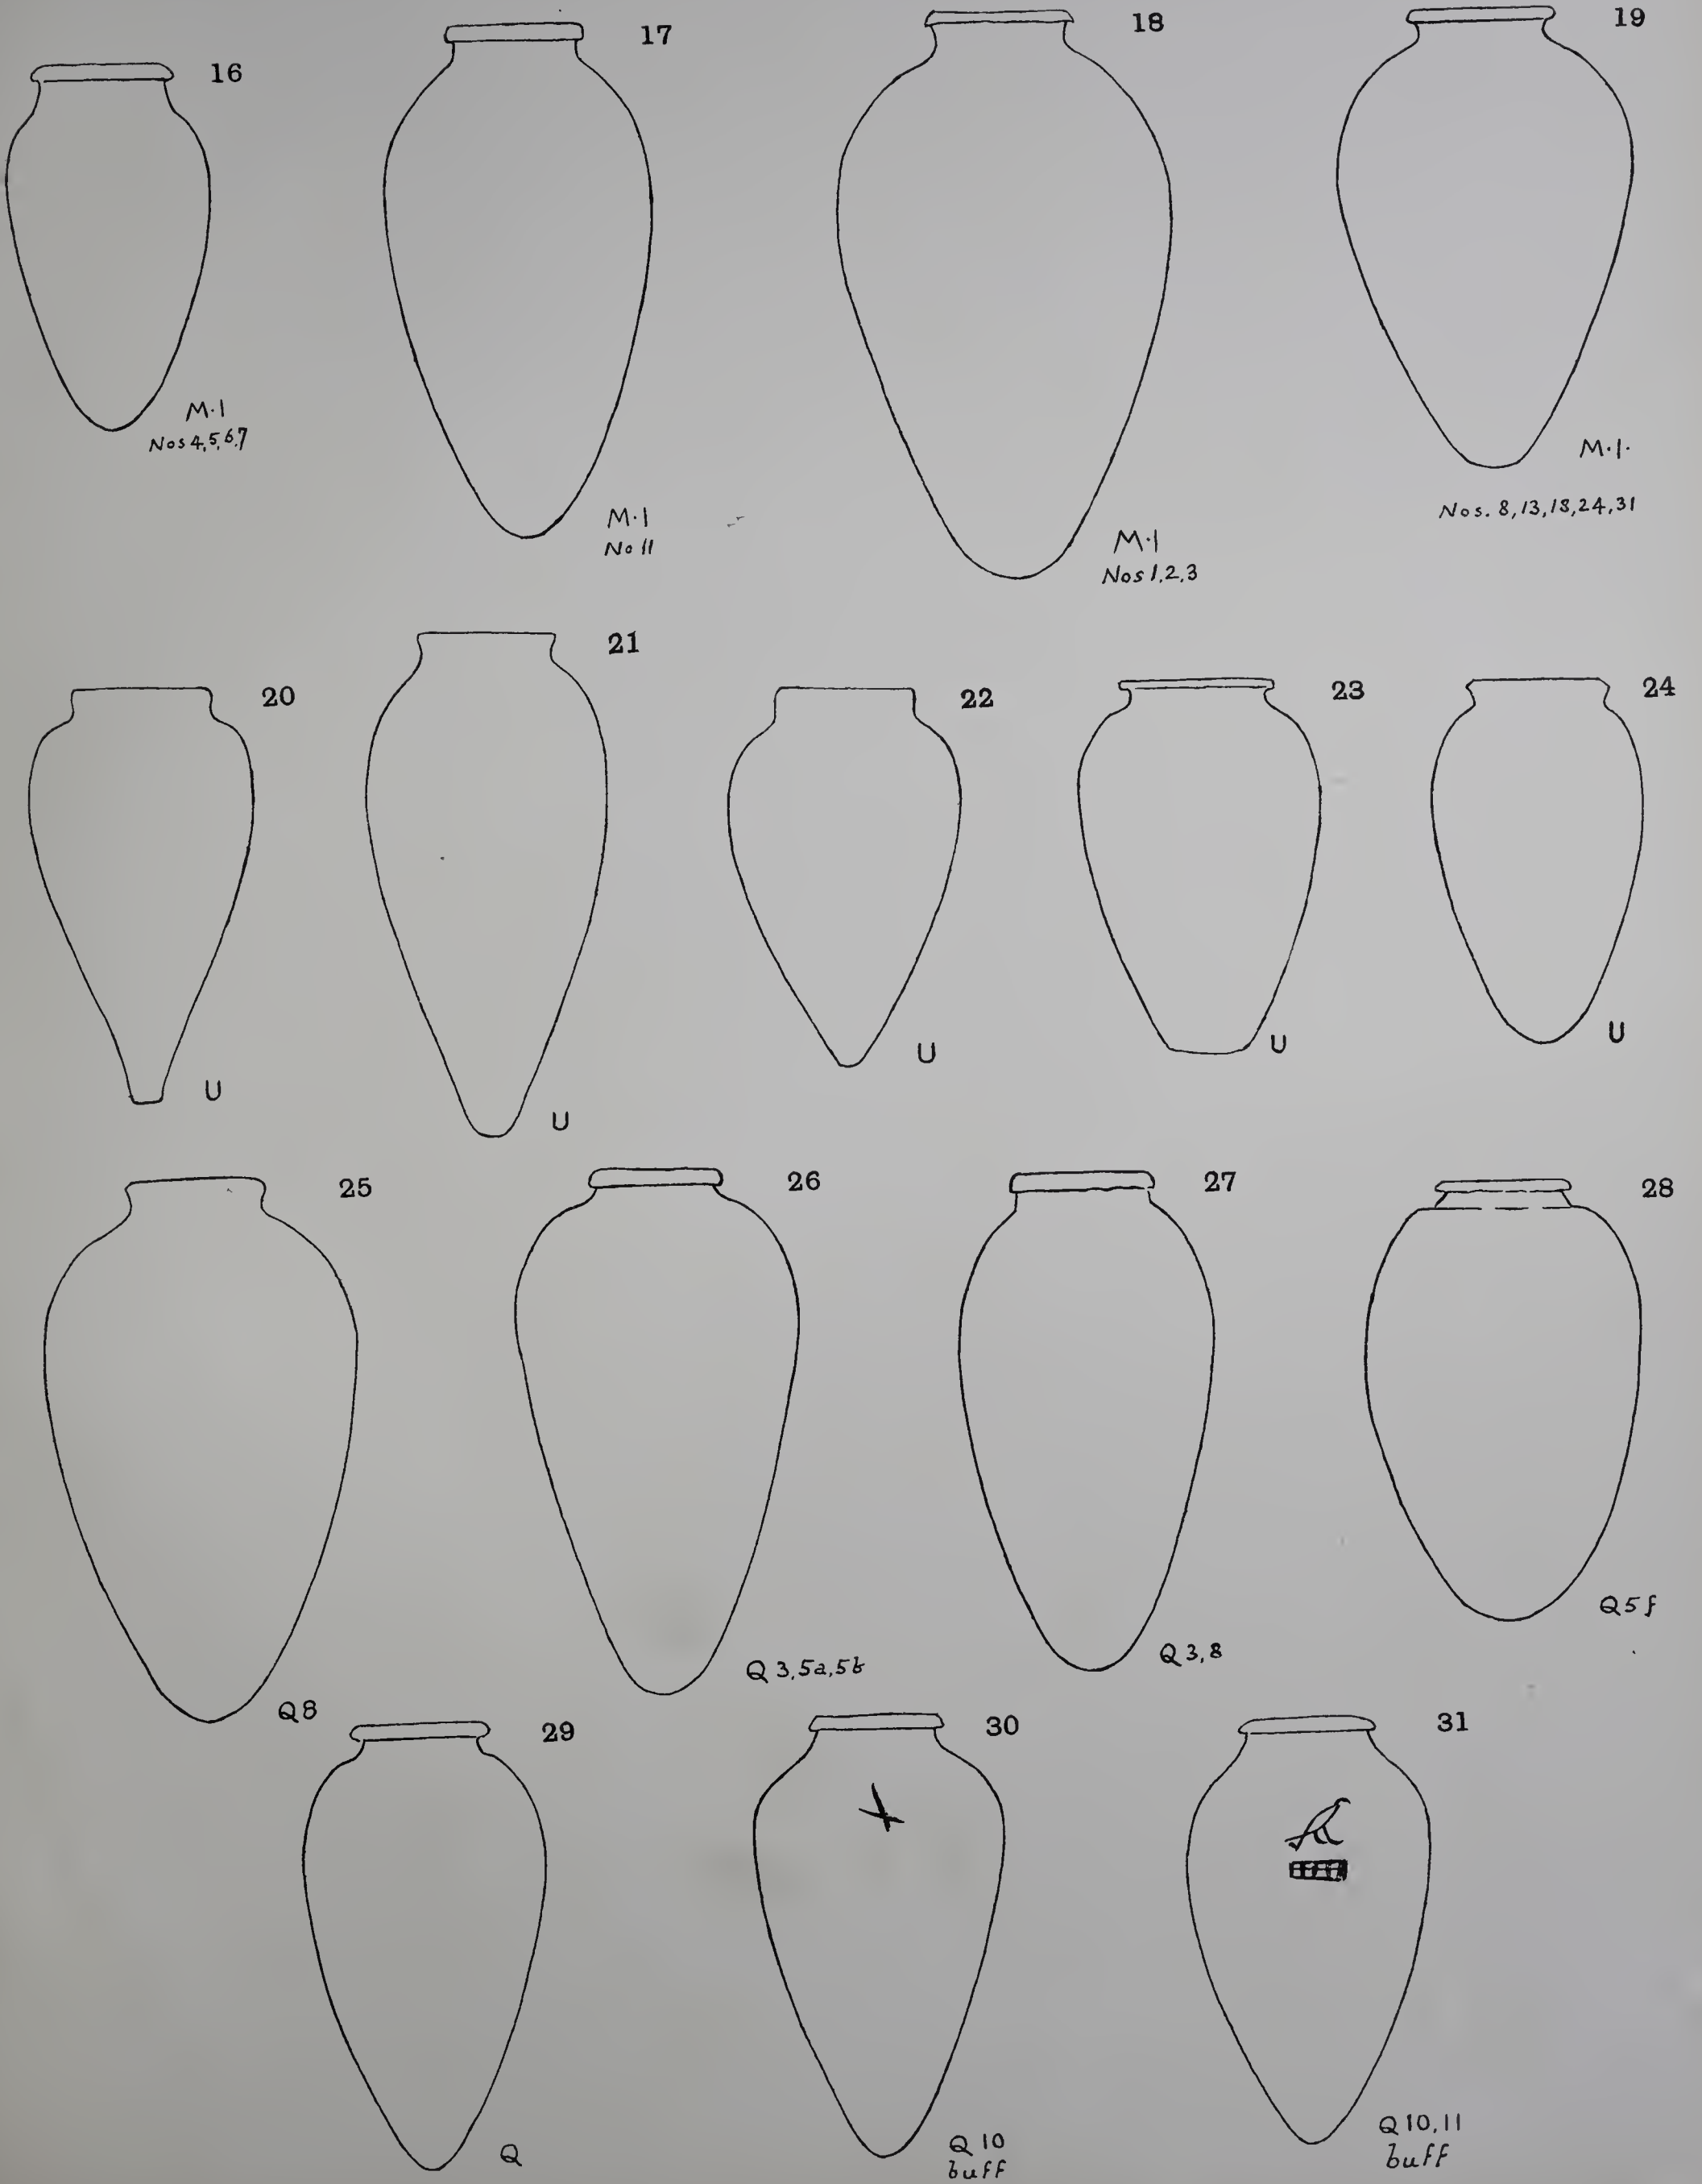 16
M.1
Nos 4,5,6,7
17
M.1
No 11
18
M.1
Nos 1,2,3
19
M.1.
Nos. 8,13,18,24,31
20
U
21
U
22
U
23
U
24
U
25
Q8
26
Q 3,5a,5b
27
Q 3,8
28
Q5f
29
Q
30
Q 10
buff
31
Q 10,11
buff